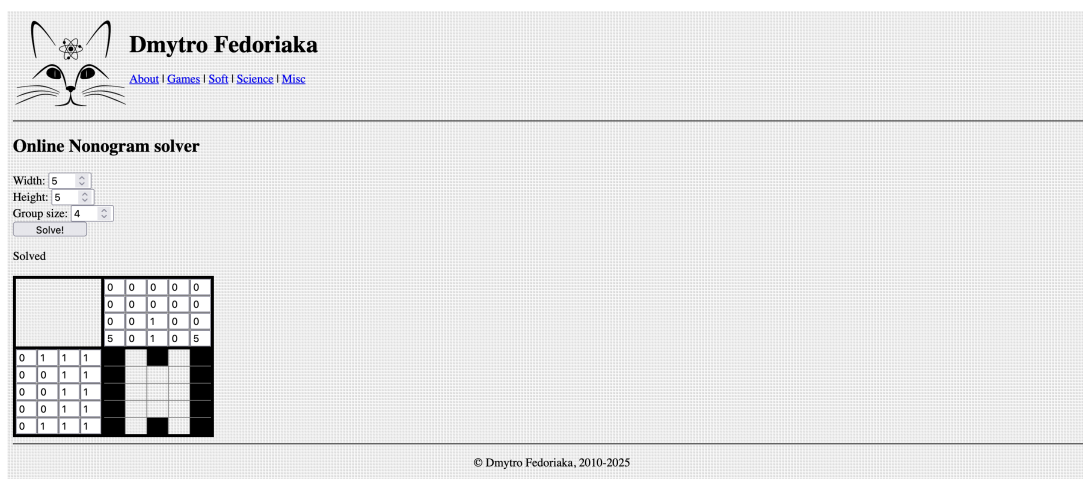 Dmytro Fedoriaka
About | Games | Soft | Science | Misc
Online Nonogram solver
Width: 5
Height: 5
Group size: 4
Solve!
Solved
0 0 0 0 0
0 0 0 0 0
0 0 1 0 0
5 0 1 0 5
0 1 1 1
0 0 1 1
0 0 1 1
0 0 1 1
0 1 1 1
© Dmytro Fedoriaka, 2010-2025